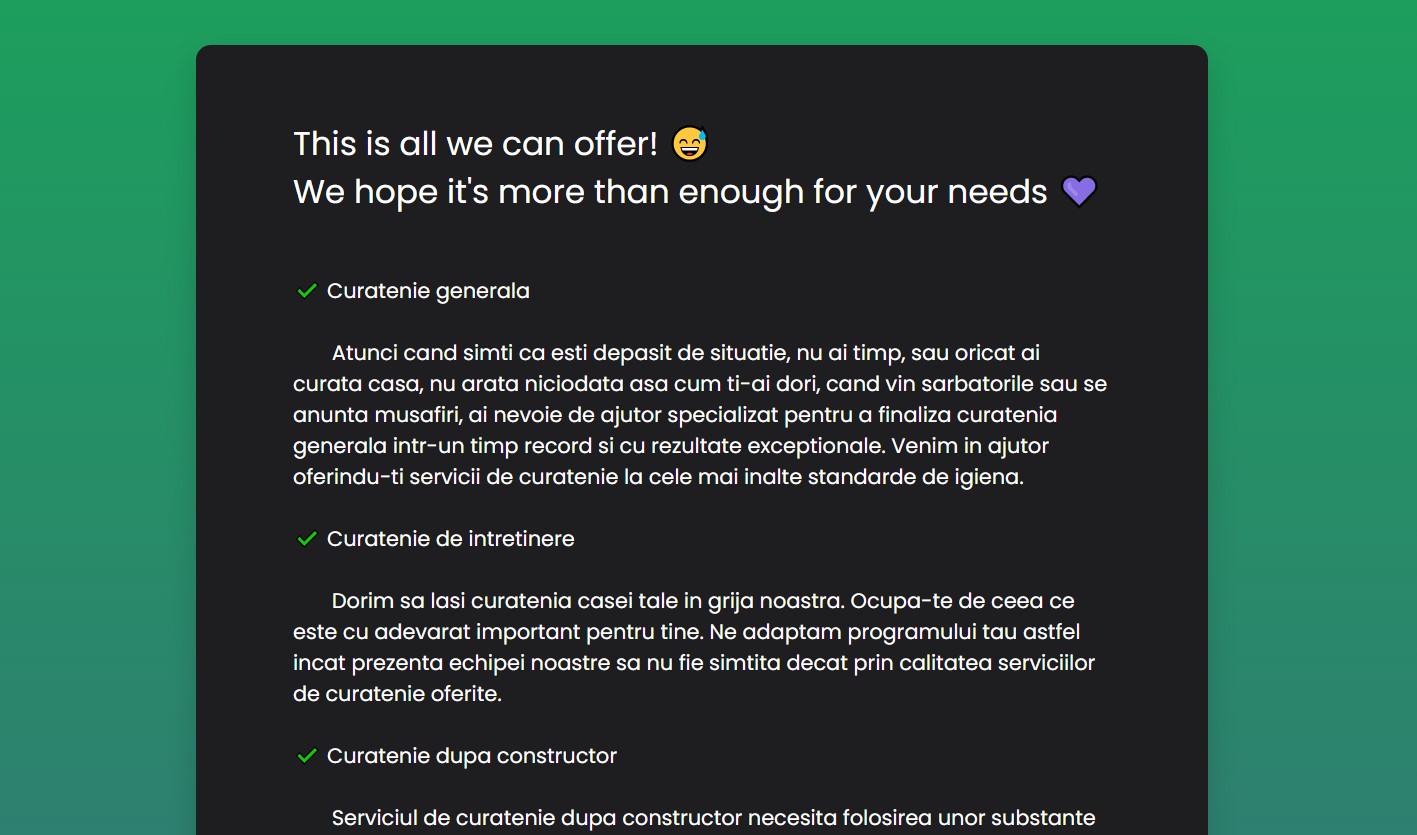 This is all we can offer! 😅
We hope it's more than enough for your needs 💜
✔ Curatenie generala
Atunci cand simti ca esti depasit de situatie, nu ai timp, sau oricat ai
curata casa, nu arata niciodata asa cum ti-ai dori, cand vin sarbatorile sau se
anunta musafiri, ai nevoie de ajutor specializat pentru a finaliza curatenia
generala intr-un timp record si cu rezultate exceptionale. Venim in ajutor
oferindu-ti servicii de curatenie la cele mai inalte standarde de igiena.
✔ Curatenie de intretinere
Dorim sa lasi curatenia casei tale in grija noastra. Ocupa-te de ceea ce
este cu adevarat important pentru tine. Ne adaptam programului tau astfel
incat prezenta echipei noastre sa nu fie simtita decat prin calitatea serviciilor
de curatenie oferite.
✔ Curatenie dupa constructor
Serviciul de curatenie dupa constructor necesita folosirea unor substante